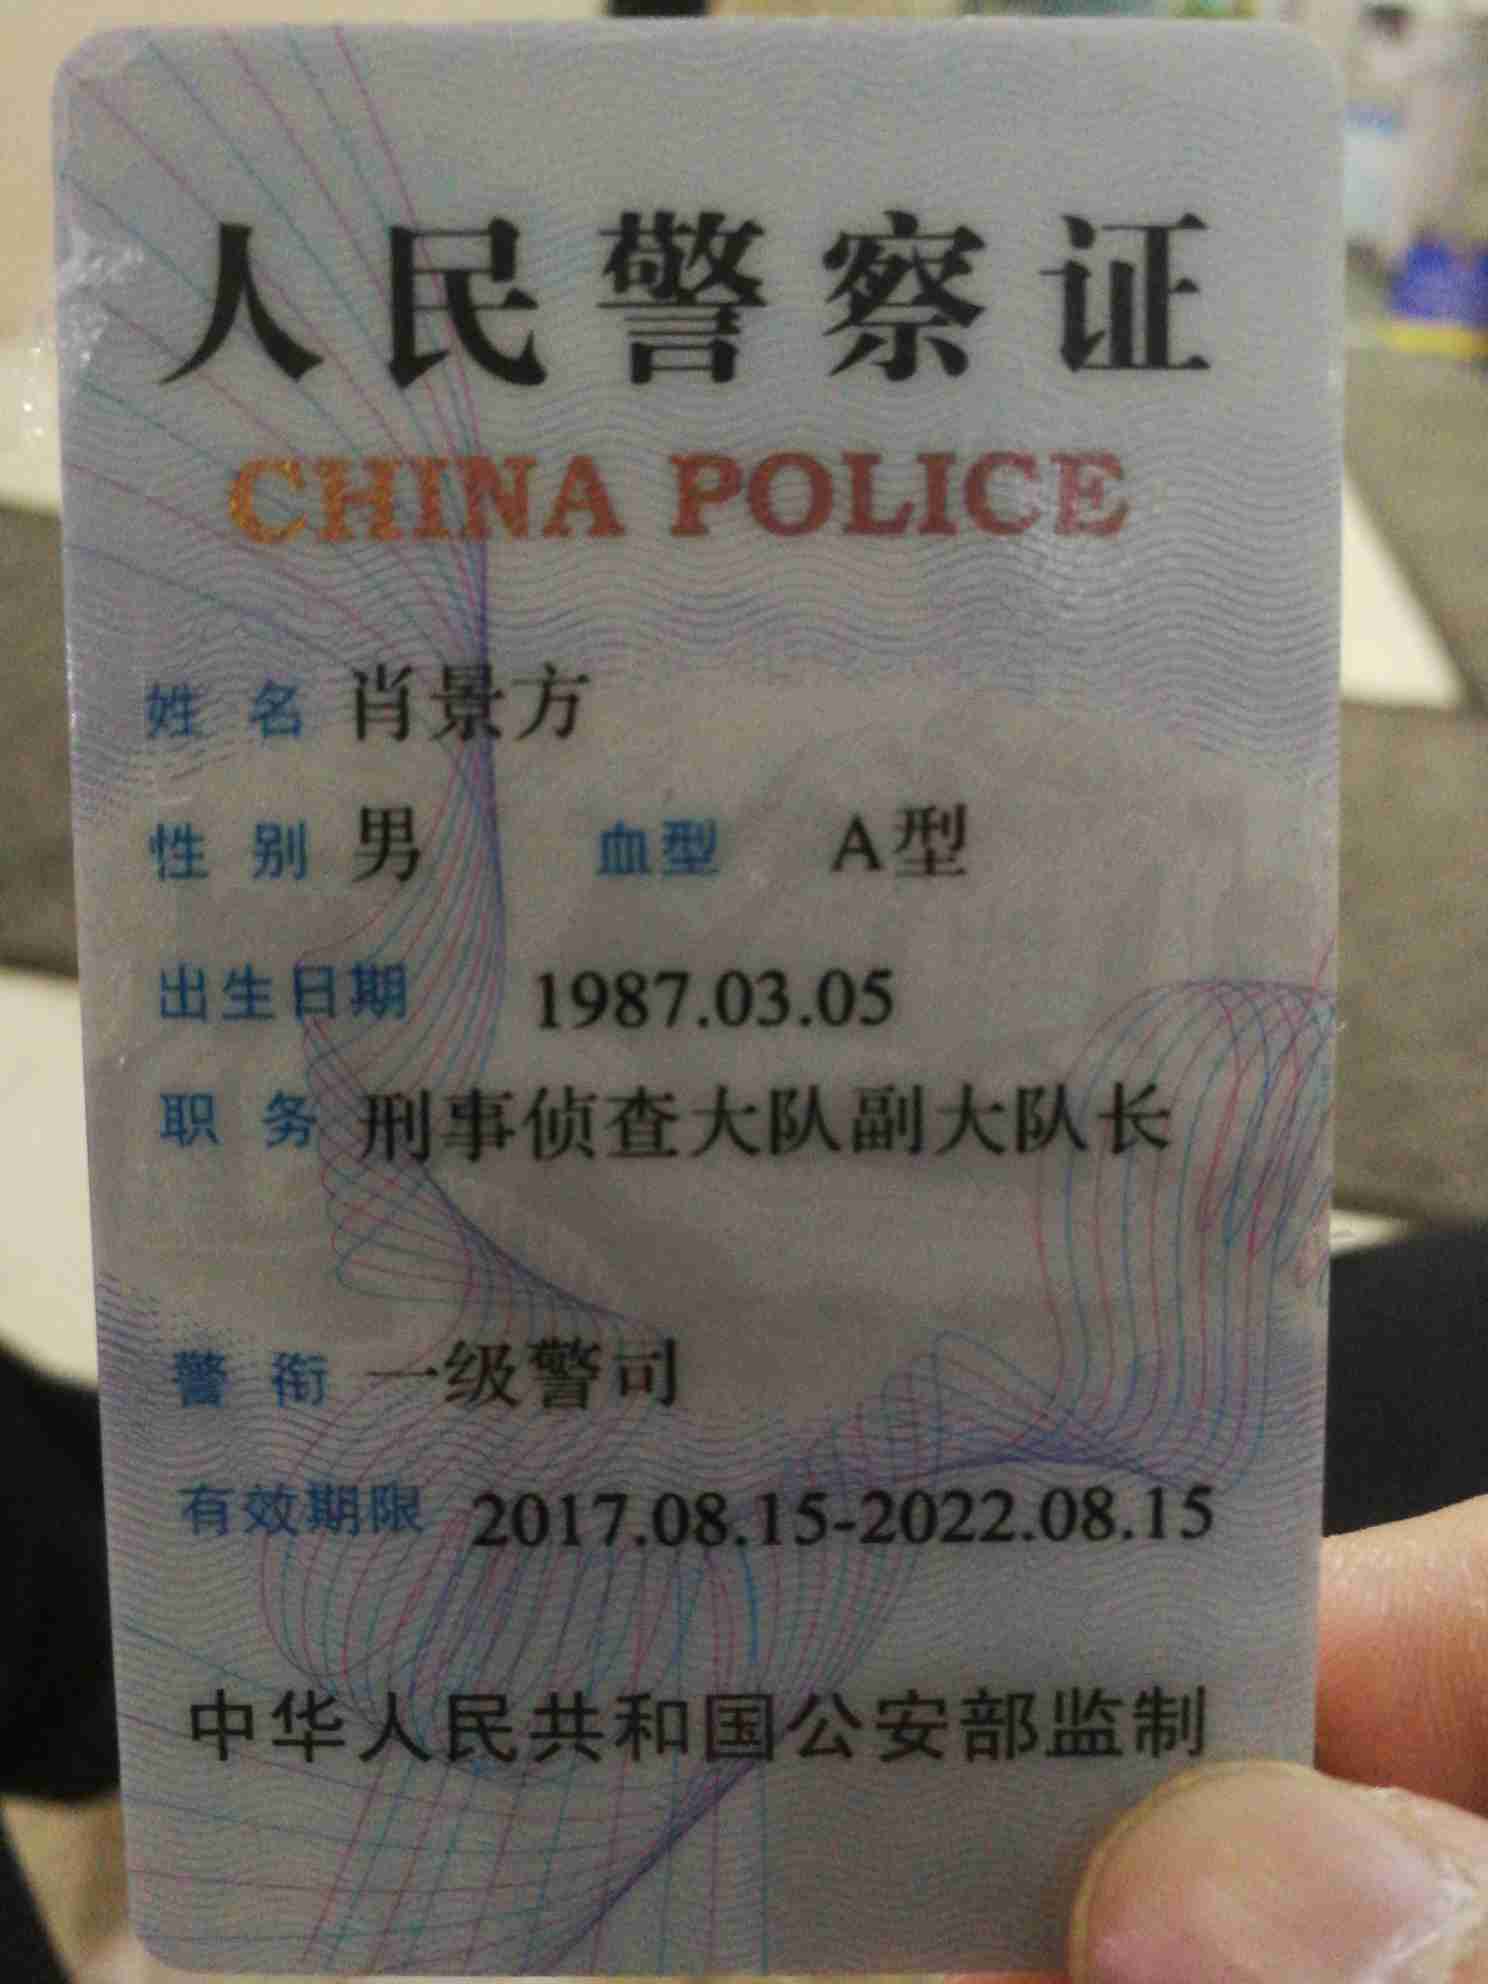 人民警察证
CHINA POLICE
姓 名 肖景方
性 别 男 血型 A型
出生日期 1987.03.05
职 务 刑事侦查大队副大队长
警 衔 一级警司
有效期限 2017.08.15-2022.08.15
中华人民共和国公安部监制